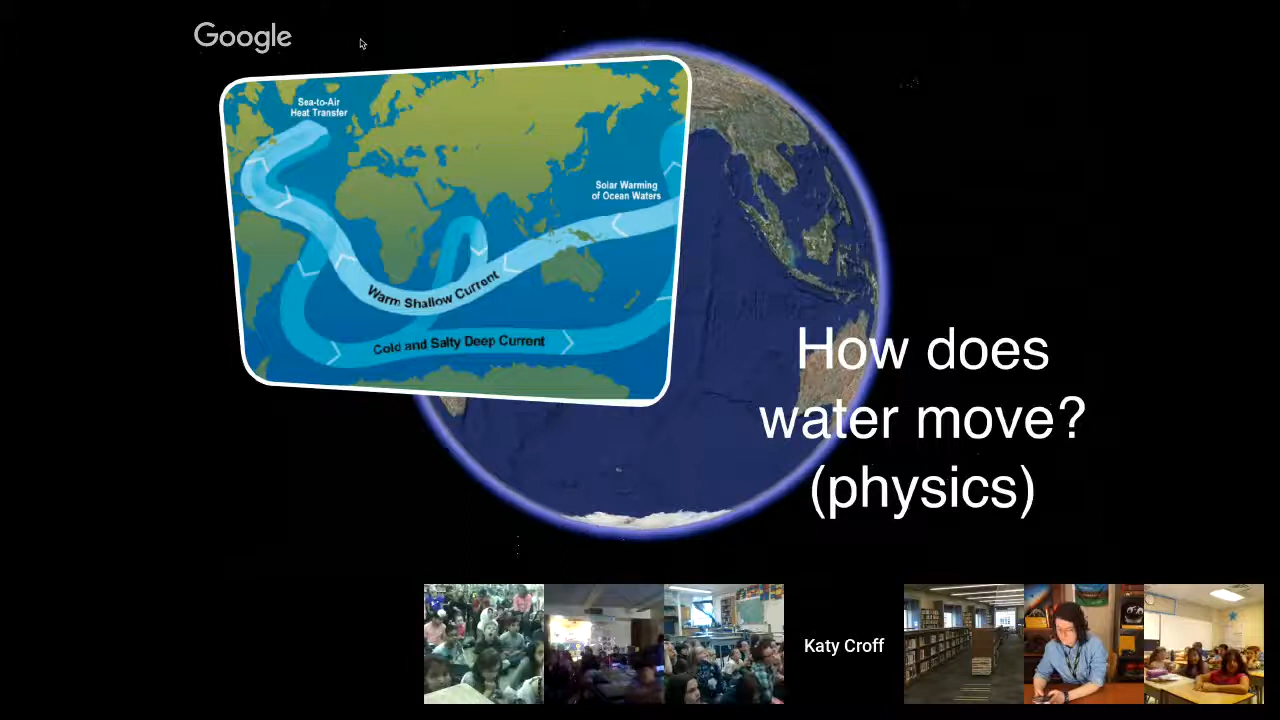 Google
Sea-to-Air
Heat Transfer
Solar Warming
of Ocean Waters
Warm Shallow Current
Cold and Salty Deep Current
How does
water move?
(physics)
Katy Croff